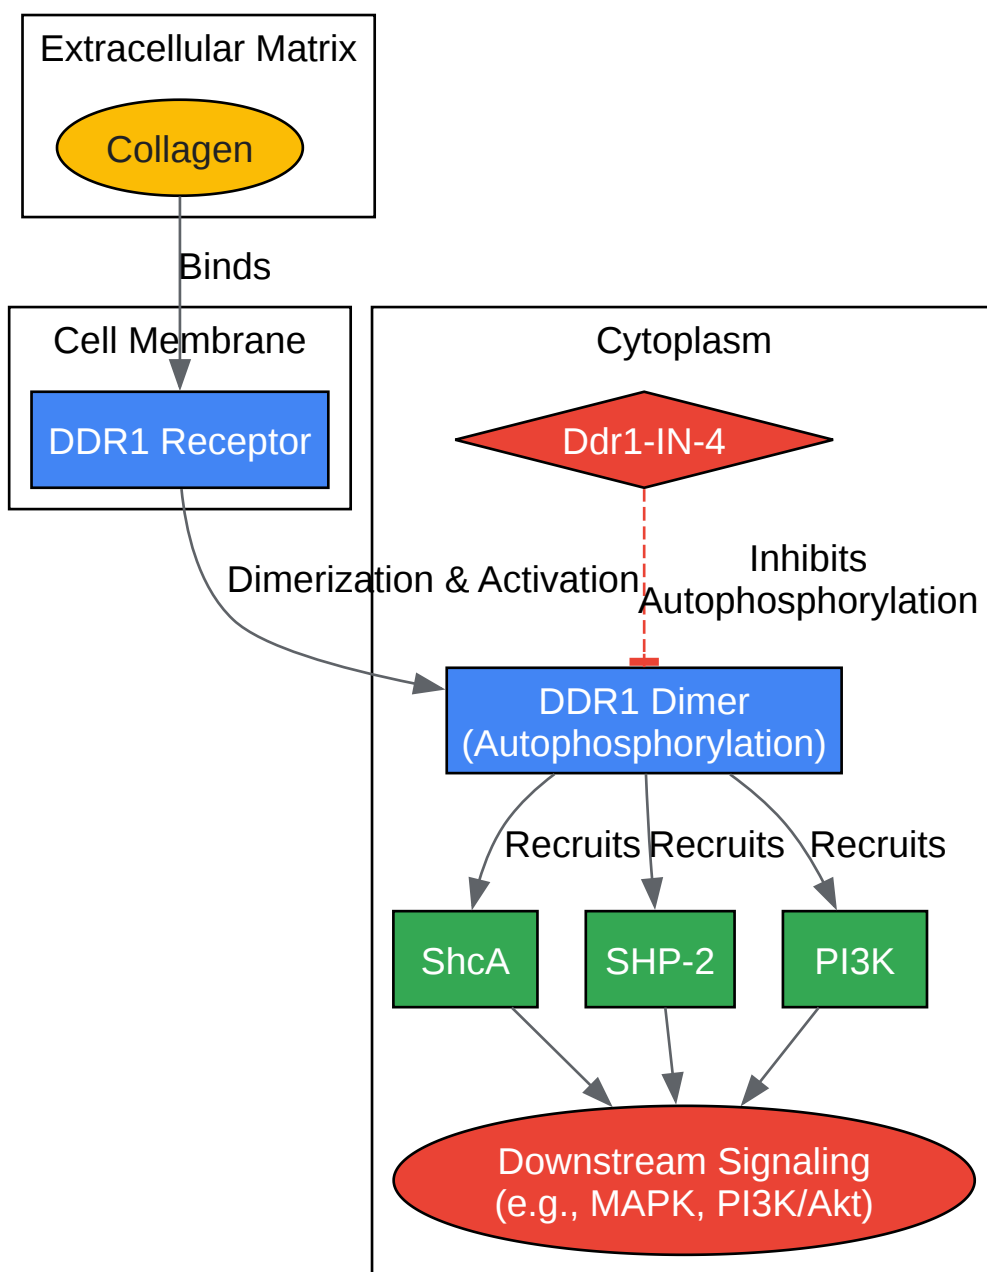 Extracellular Matrix
Collagen
Binds
Cell Membrane
DDR1 Receptor
Cytoplasm
Ddr1-IN-4
Dimerization & Activation
Inhibits
Autophosphorylation
DDR1 Dimer
(Autophosphorylation)
Recruits
Recruits
Recruits
ShcA
SHP-2
PI3K
Downstream Signaling
(e.g., MAPK, PI3K/Akt)